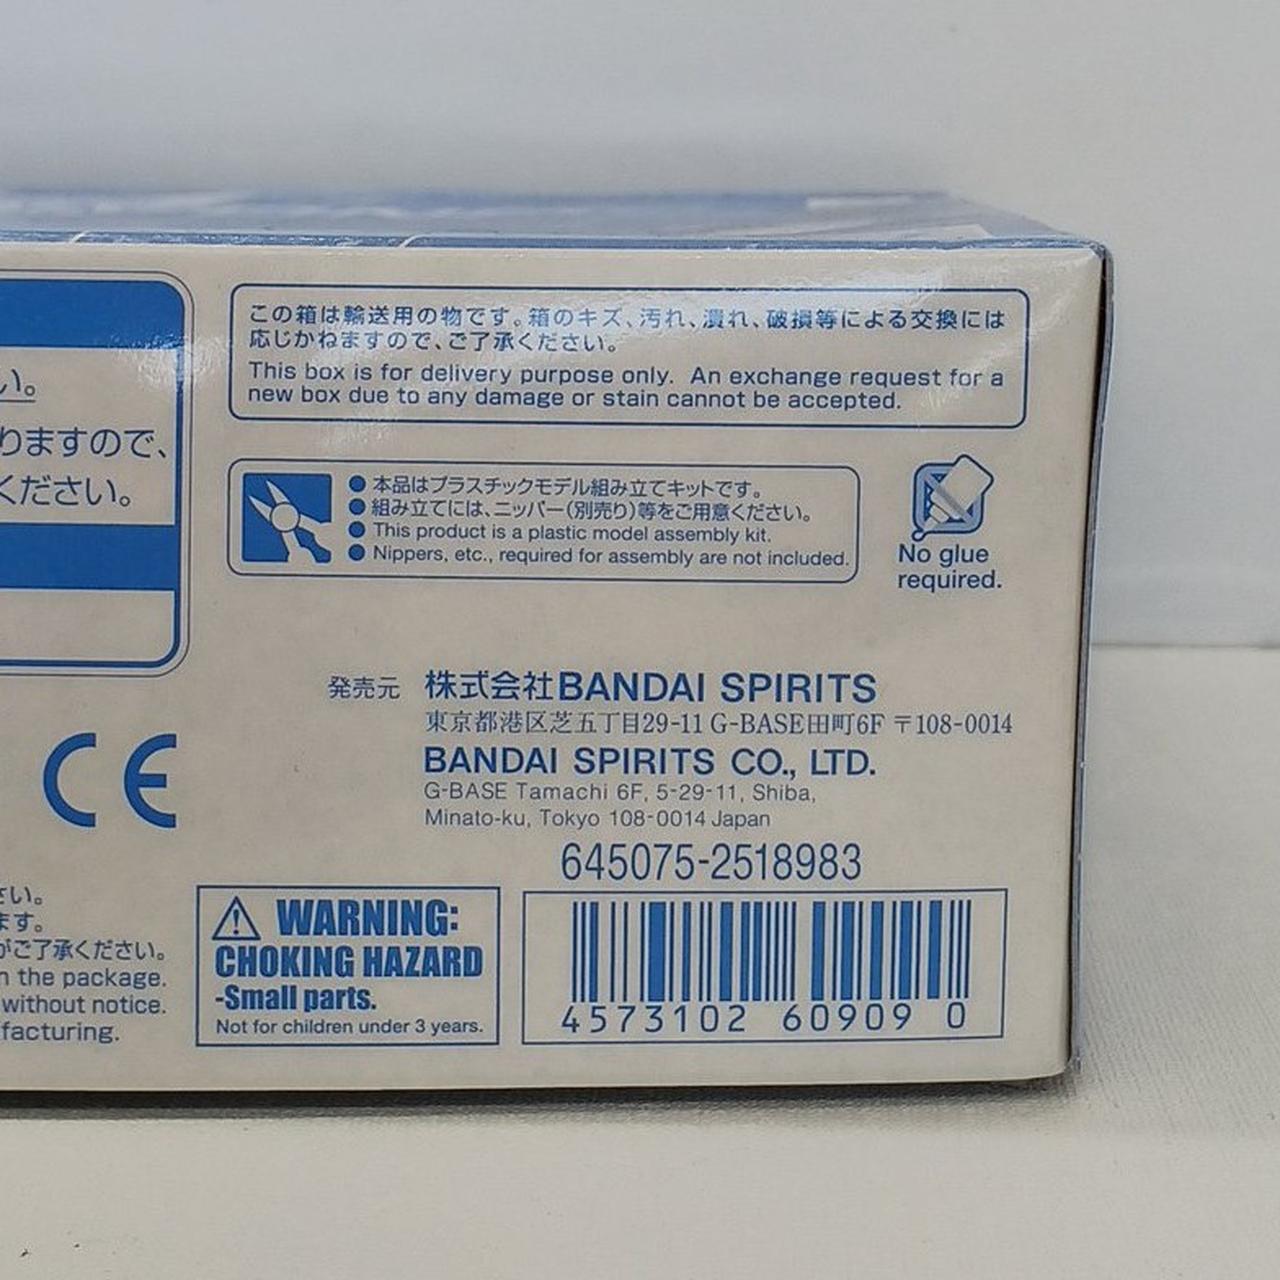 い。
りますので、
ください。
この箱は輸送用の物です。箱のキズ、汚れ、潰れ、破損等による交換には
応じかねますので、ご了承ください。
This box is for delivery purpose only. An exchange request for a
new box due to any damage or stain cannot be accepted.
●本品はプラスチックモデル組み立てキットです。
●組み立てには、ニッパー(別売り)等をご用意ください。
●This product is a plastic model assembly kit.
●Nippers, etc., required for assembly are not included.
No glue
required.
発売元 株式会社BANDAI SPIRITS
東京都港区芝五丁目29-11 G-BASE田町6F 〒108-0014
BANDAI SPIRITS CO., LTD.
G-BASE Tamachi 6F, 5-29-11, Shiba,
Minato-ku, Tokyo 108-0014 Japan
CE
645075-2518983
さい。
ます。
がご了承ください。
n the package.
without notice.
facturing.
WARNING:
CHOKING HAZARD
-Small parts.
Not for children under 3 years.
4573102 60909 0